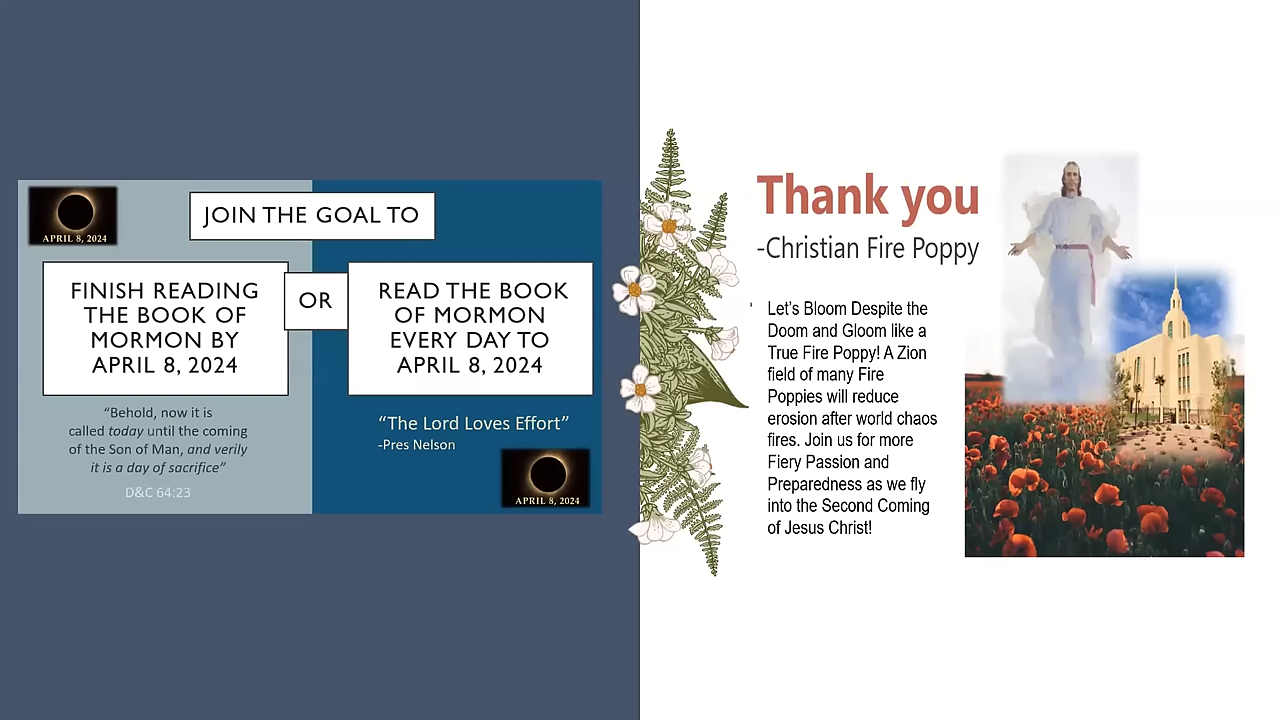 APRIL 8, 2024
JOIN THE GOAL TO
FINISH READING
THE BOOK OF
MORMON BY
APRIL 8, 2024
OR
READ THE BOOK
OF MORMON
EVERY DAY TO
APRIL 8, 2024
“Behold, now it is
called today until the coming
of the Son of Man, and verily
it is a day of sacrifice”
D&C 64:23
“The Lord Loves Effort”
-Pres Nelson
APRIL 8, 2024
Thank you
-Christian Fire Poppy
Let's Bloom Despite the
Doom and Gloom like a
True Fire Poppy! A Zion
field of many Fire
Poppies will reduce
erosion after world chaos
fires. Join us for more
Fiery Passion and
Preparedness as we fly
into the Second Coming
of Jesus Christ!